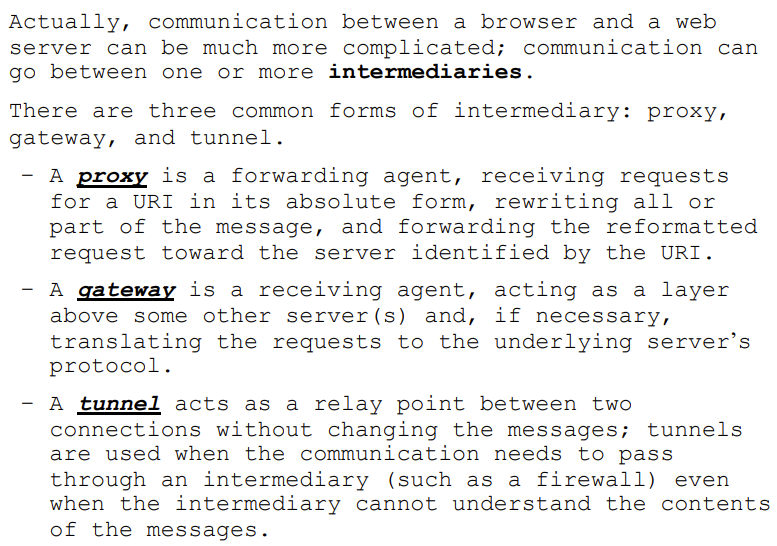 Actually, communication between a browser and a web
server can be much more complicated; communication can
go between one or more intermediaries.
There are three common forms of intermediary: proxy,
gateway, and tunnel.
– A proxy is a forwarding agent, receiving requests
for a URI in its absolute form, rewriting all or
part of the message, and forwarding the reformatted
request toward the server identified by the URI.
– A gateway is a receiving agent, acting as a layer
above some other server(s) and, if necessary,
translating the requests to the underlying server’s
protocol.
– A tunnel acts as a relay point between two
connections without changing the messages; tunnels
are used when the communication needs to pass
through an intermediary (such as a firewall) even
when the intermediary cannot understand the contents
of the messages.